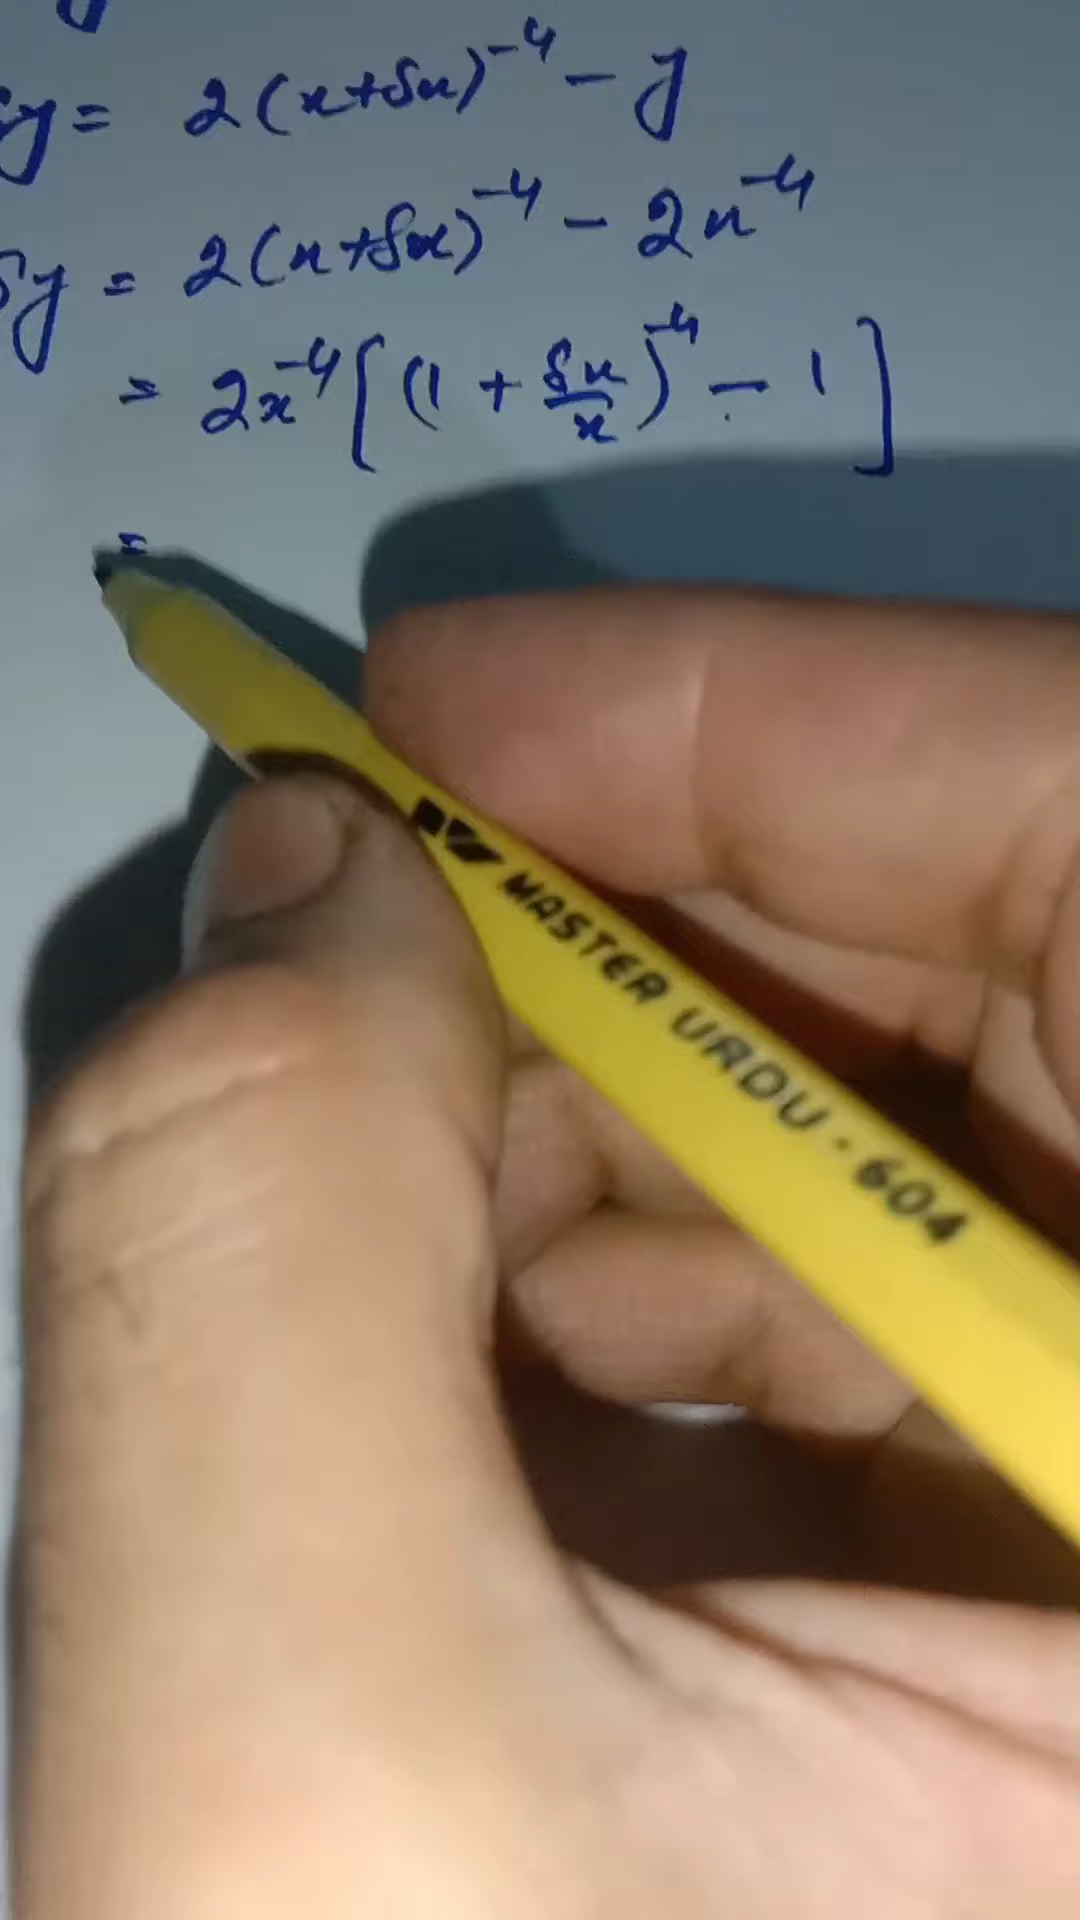 δy = 2(x+δx)⁻⁴ − y
δy = 2(x+δx)⁻⁴ − 2x⁻⁴
= 2x⁻⁴[(1 + δx/x)⁻⁴ − 1]
=
MASTER URDU · 604